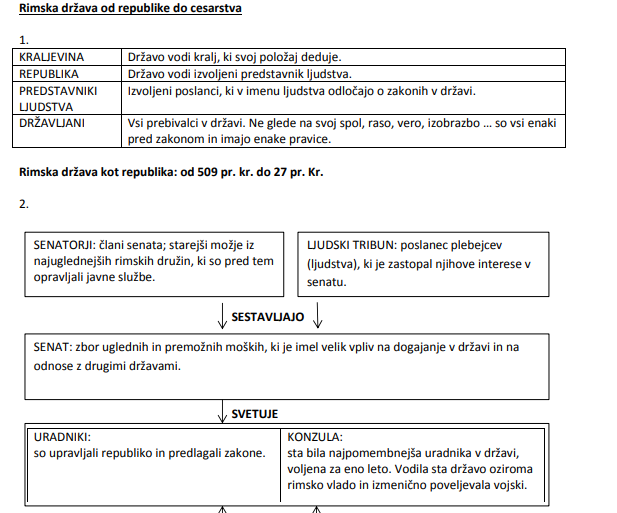 Rimska država od republike do cesarstva
1.
KRALJEVINA Državo vodi kralj, ki svoj položaj deduje.
REPUBLIKA Državo vodi izvoljeni predstavnik ljudstva.
PREDSTAVNIKI Izvoljeni poslanci, ki v imenu ljudstva odločajo o zakonih v državi.
LJUDSTVA
DRŽAVLJANI Vsi prebivalci v državi. Ne glede na svoj spol, raso, vero, izobrazbo … so vsi enaki
pred zakonom in imajo enake pravice.
Rimska država kot republika: od 509 pr. kr. do 27 pr. Kr.
2.
SENATORJI: člani senata; starejši možje iz
najuglednejših rimskih družin, ki so pred tem
opravljali javne službe.
LJUDSKI TRIBUN: poslanec plebejcev
(ljudstva), ki je zastopal njihove interese v
senatu.
SESTAVLJAJO
SENAT: zbor uglednih in premožnih moških, ki je imel velik vpliv na dogajanje v državi in na
odnose z drugimi državami.
SVETUJE
URADNIKI:
so upravljali republiko in predlagali zakone.
KONZULA:
sta bila najpomembnejša uradnika v državi,
voljena za eno leto. Vodila sta državo oziroma
rimsko vlado in izmenično poveljevala vojski.